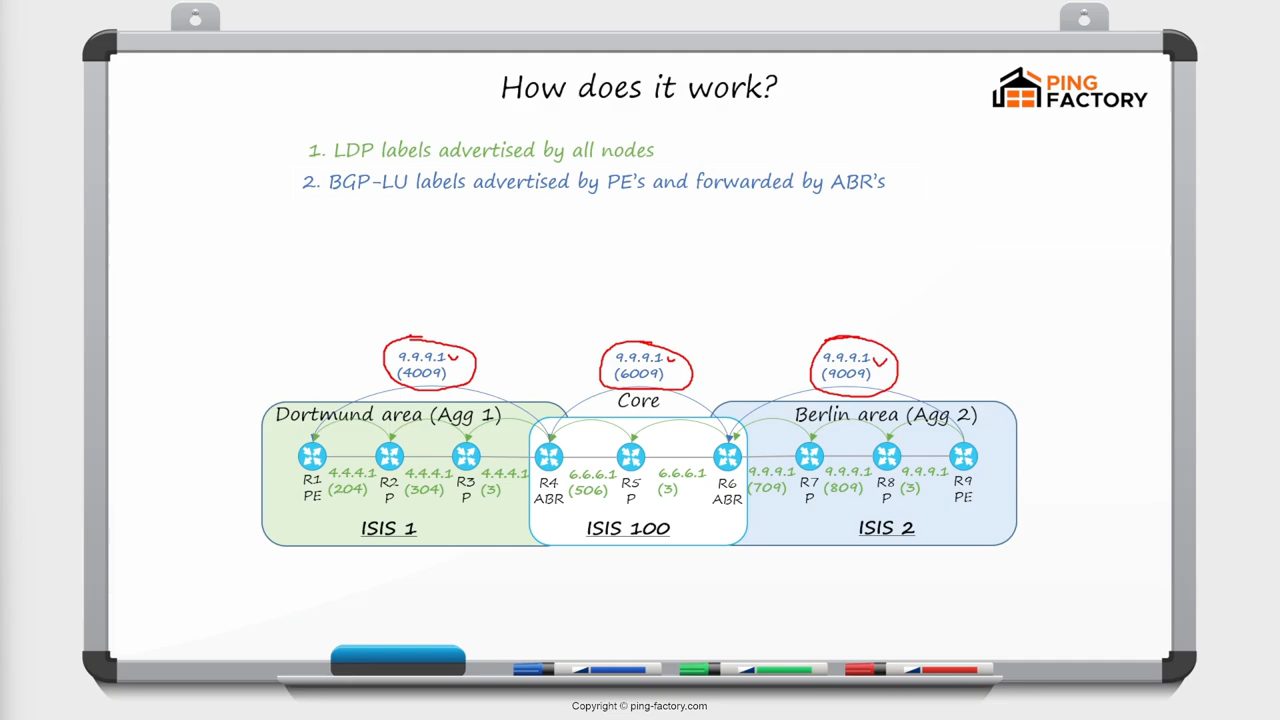 How does it work?
PING
FACTORY
1. LDP labels advertised by all nodes
2. BGP-LU labels advertised by PE's and forwarded by ABR's
9.9.9.1
(4009)
9.9.9.1
(6009)
9.9.9.1
(9009)
Dortmund area (Agg 1)
Core
Berlin area (Agg 2)
R1
PE
4.4.4.1
(204)
R2
P
4.4.4.1
(304)
R3
P
4.4.4.1
(3)
R4
ABR
6.6.6.1
(506)
R5
P
6.6.6.1
(3)
R6
ABR
9.9.9.1
(709)
R7
P
9.9.9.1
(809)
R8
P
9.9.9.1
(3)
R9
PE
ISIS 1
ISIS 100
ISIS 2
Copyright © ping-factory.com